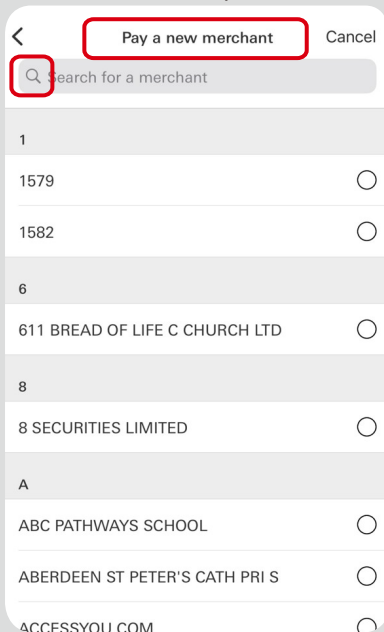 Pay a new merchant Cancel
Search for a merchant
1
1579
1582
6
611 BREAD OF LIFE C CHURCH LTD
8
8 SECURITIES LIMITED
A
ABC PATHWAYS SCHOOL
ABERDEEN ST PETER'S CATH PRI S
ACCESSYOU COM